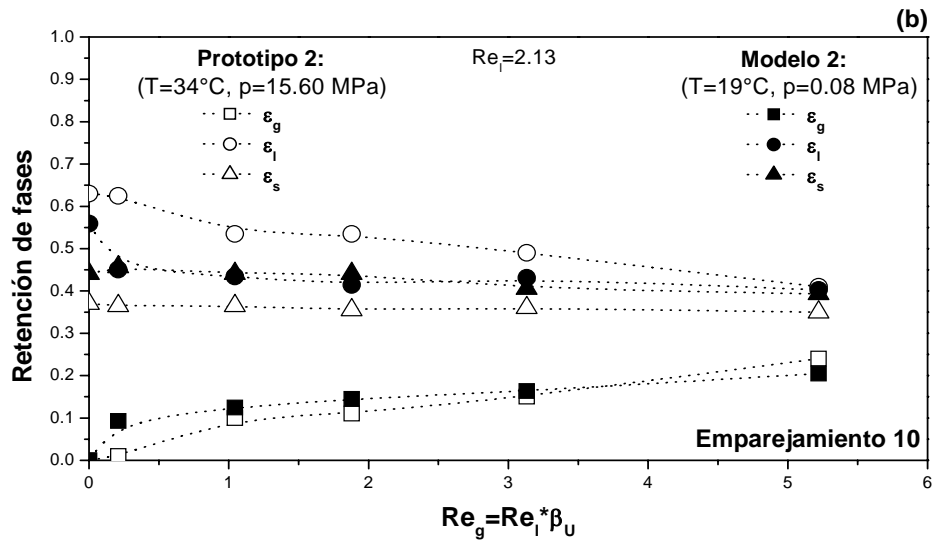 (b)
Prototipo 2:
(T=34°C, p=15.60 MPa)
ε_g
ε_l
ε_s
Re_l=2.13
Modelo 2:
(T=19°C, p=0.08 MPa)
ε_g
ε_l
ε_s
Retención de fases
1.0
0.9
0.8
0.7
0.6
0.5
0.4
0.3
0.2
0.1
0.0
Emparejamiento 10
0 1 2 3 4 5 6
Re_g=Re_l*β_U